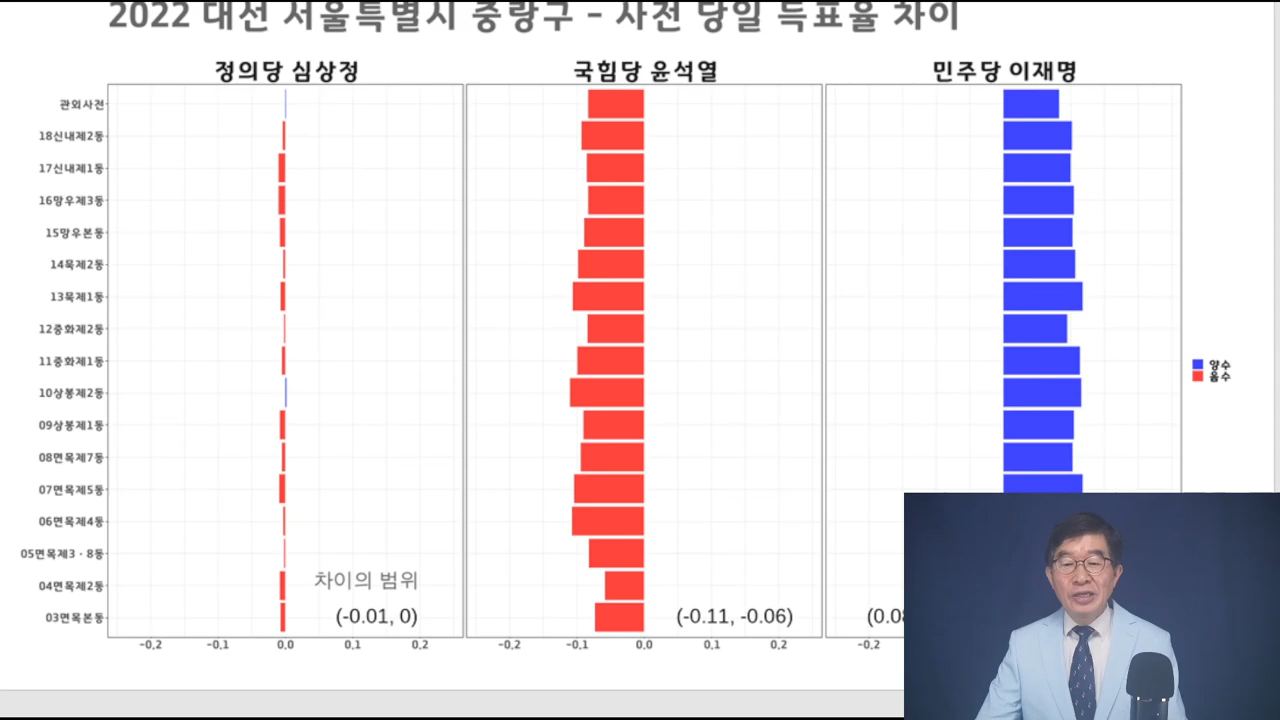 2022 대선 서울특별시 중랑구 - 사전 당일 득표율 차이
정의당 심상정
국힘당 윤석열
민주당 이재명
관외사전
18신내제2동
17신내제1동
16망우제3동
15망우본동
14묵제2동
13묵제1동
12중화제2동
11중화제1동
10상봉제2동
09상봉제1동
08면목제7동
07면목제5동
06면목제4동
05면목제3·8동
04면목제2동
03면목본동
차이의 범위
(-0.01, 0)
(-0.11, -0.06)
(0.0
-0.2 -0.1 0.0 0.1 0.2
-0.2 -0.1 0.0 0.1 0.2
-0.2
양수
음수